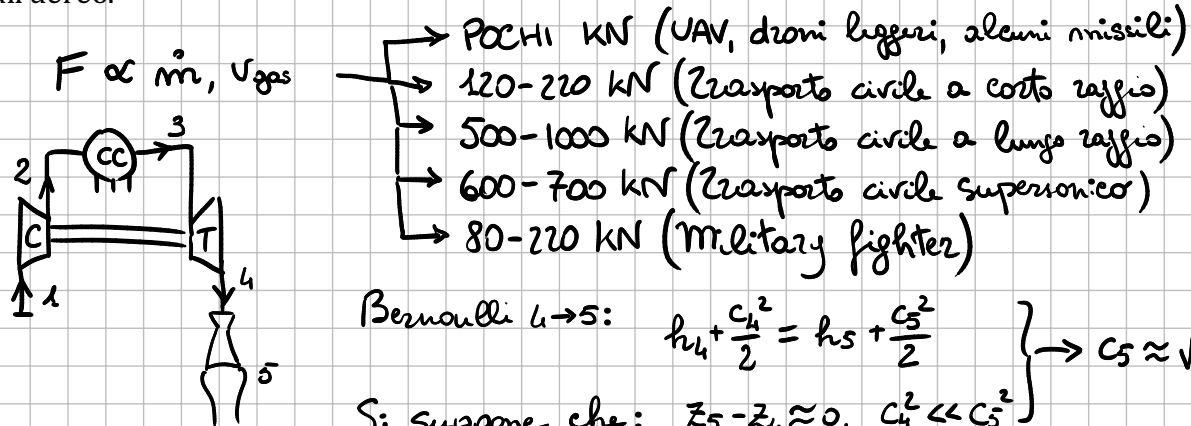 F ∝ ṁ, v gas
POCHI KN (UAV, droni leggeri, alcuni missili)
120-220 KN (Trasporto civile a corto raggio)
500-1000 KN (Trasporto civile a lungo raggio)
600-700 KN (Trasporto civile supersonico)
80-220 KN (Military fighter)
3
2
CC
C
T
1
4
5
Bernoulli 4→5: h₄ + c₄²/2 = h₅ + c₅²/2 → c₅ ≈ √
Si suppone che: z₅ - z₄ ≈ 0, c₄² << c₅²